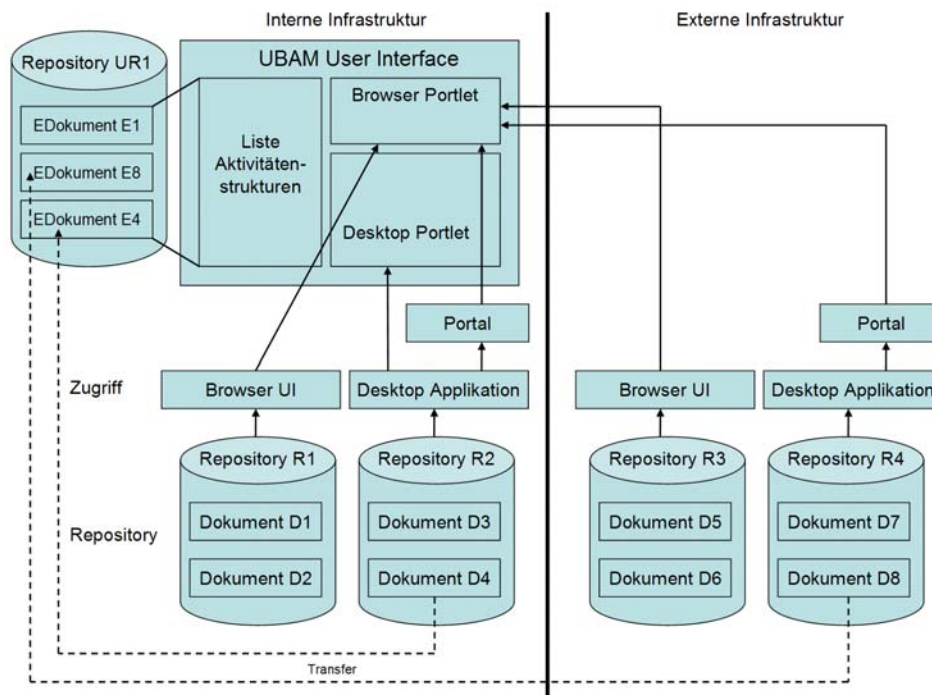 Interne Infrastruktur
Externe Infrastruktur
Repository UR1
EDokument E1
EDokument E8
EDokument E4
UBAM User Interface
Liste
Aktivitäten-
strukturen
Browser Portlet
Desktop Portlet
Portal
Portal
Zugriff
Browser UI
Desktop Applikation
Browser UI
Desktop Applikation
Repository
Repository R1
Dokument D1
Dokument D2
Repository R2
Dokument D3
Dokument D4
Repository R3
Dokument D5
Dokument D6
Repository R4
Dokument D7
Dokument D8
Transfer